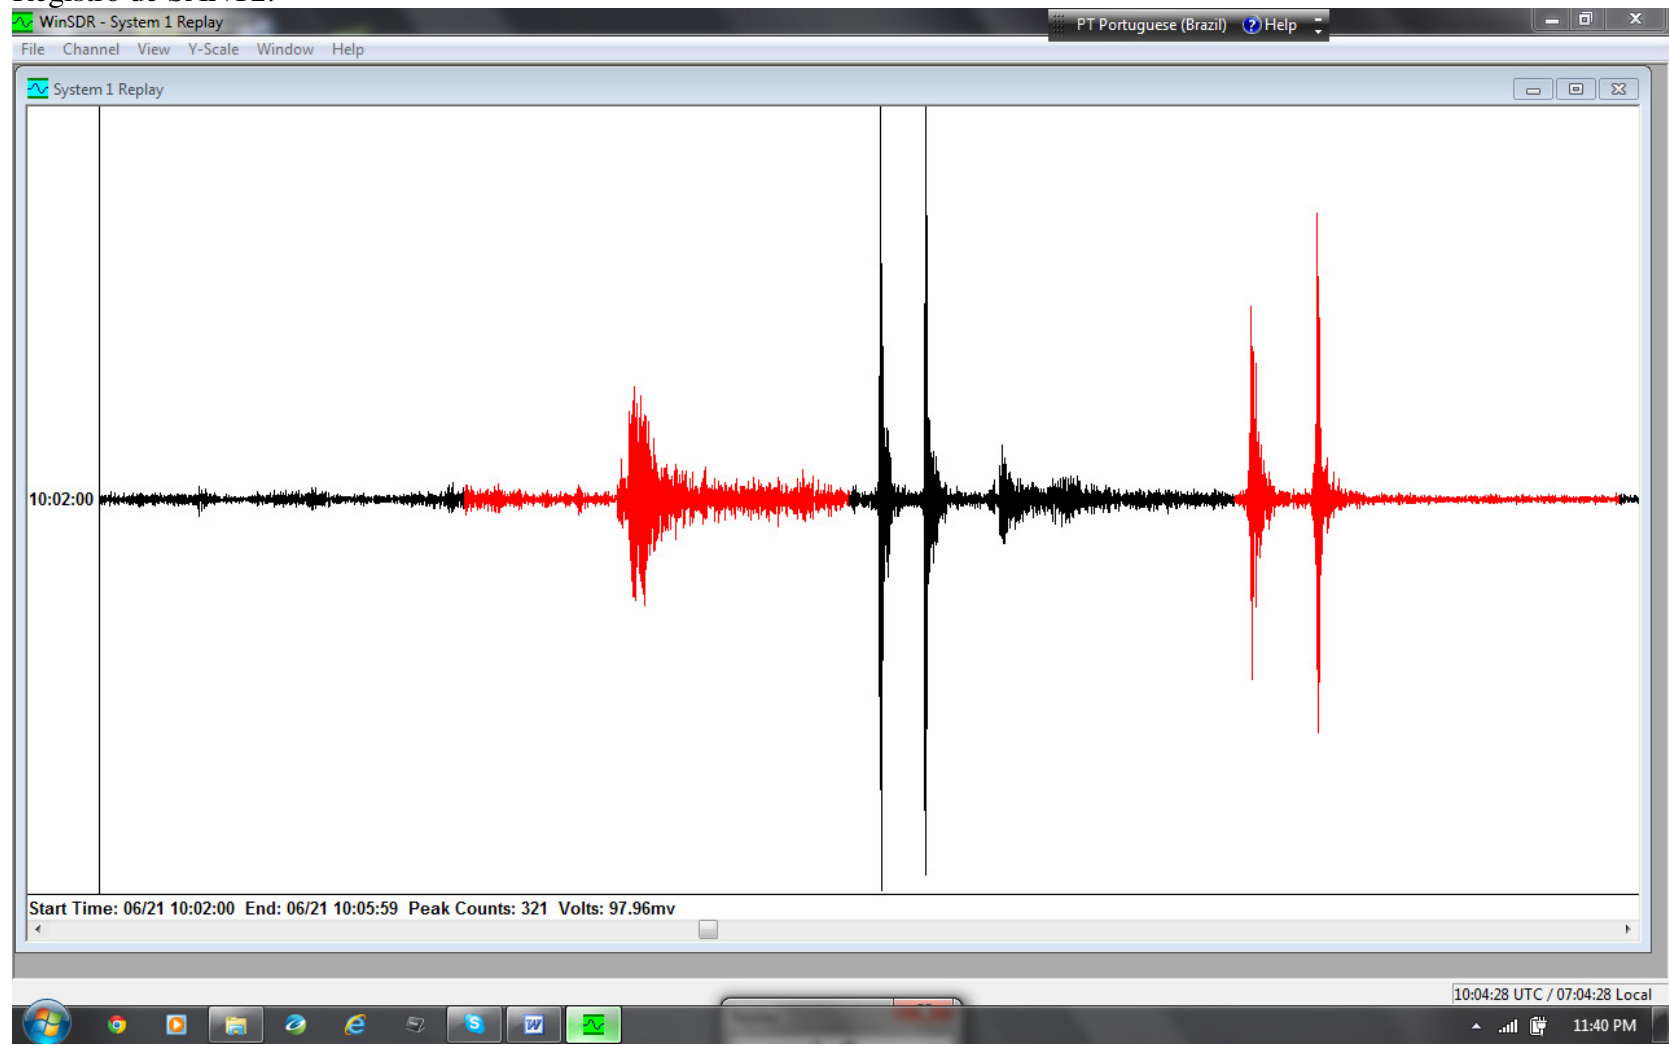 WinSDR - System 1 Replay
PT Portuguese (Brazil) Help
File Channel View Y-Scale Window Help
System 1 Replay
10:02:00
Start Time: 06/21 10:02:00 End: 06/21 10:05:59 Peak Counts: 321 Volts: 97.96mv
10:04:28 UTC / 07:04:28 Local
11:40 PM